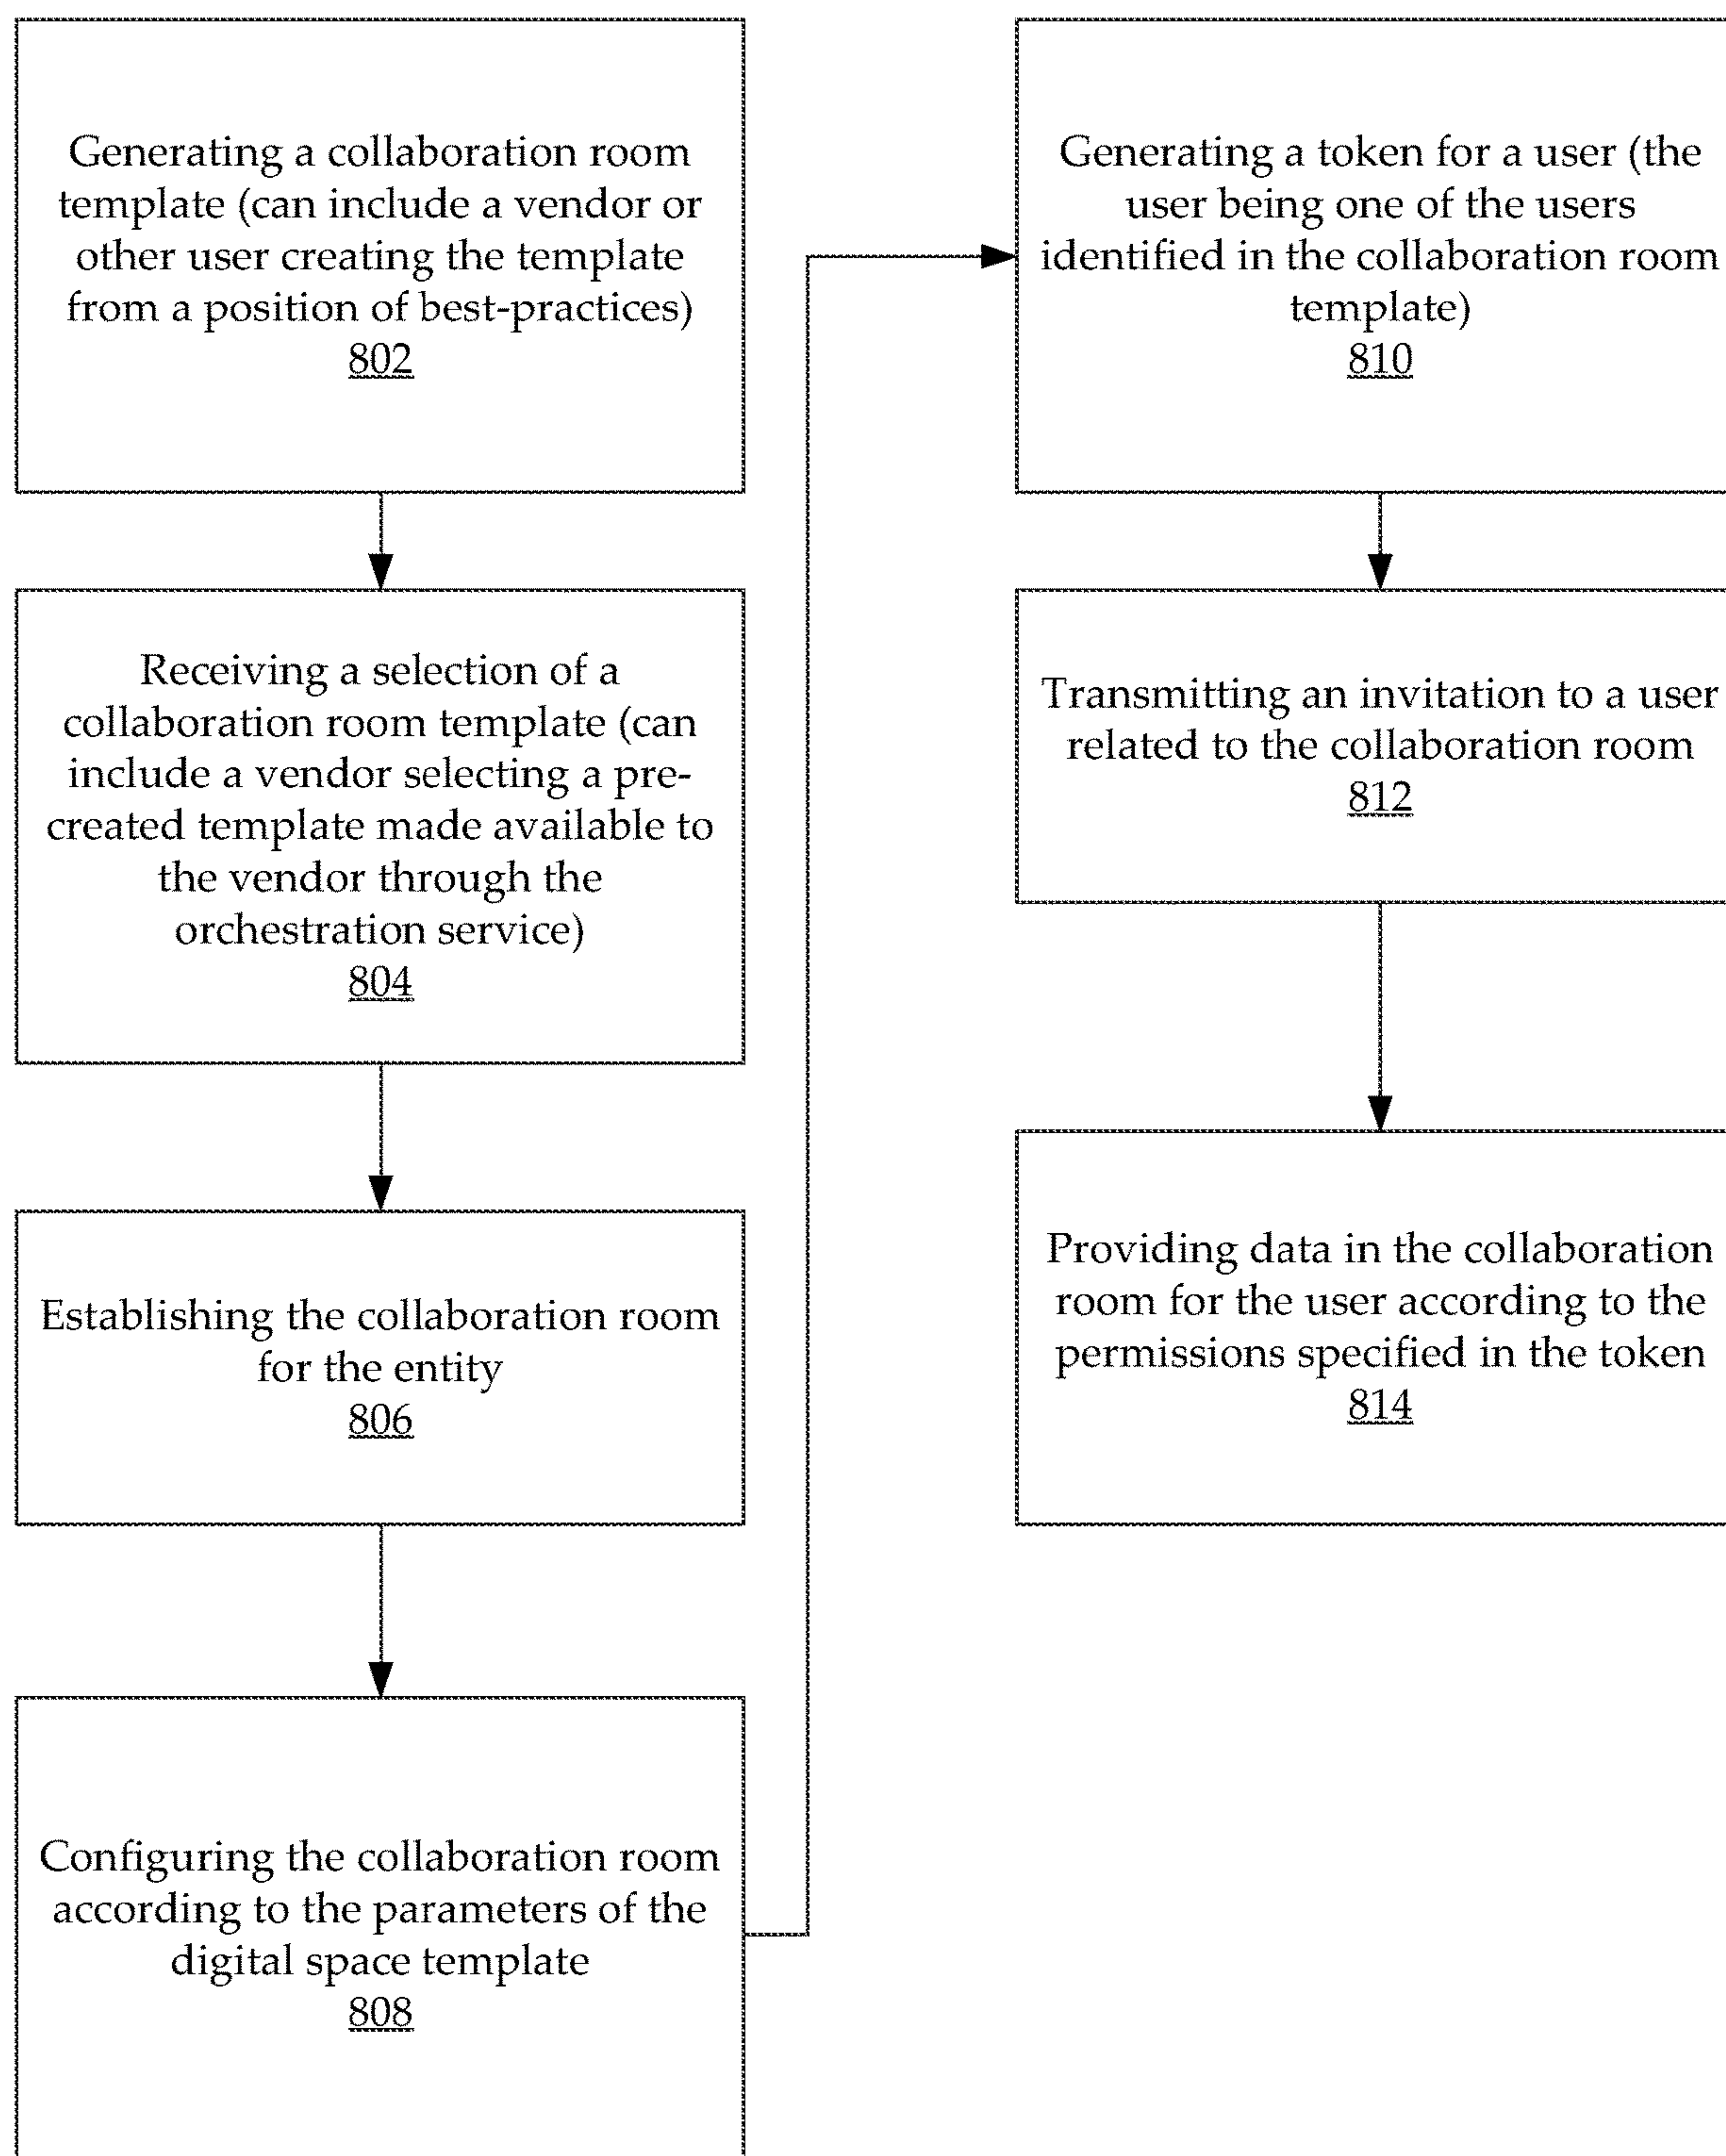 Generating a collaboration room
template (can include a vendor or
other user creating the template
from a position of best-practices)
802
Receiving a selection of a
collaboration room template (can
include a vendor selecting a pre-
created template made available to
the vendor through the
orchestration service)
804
Establishing the collaboration room
for the entity
806
Configuring the collaboration room
according to the parameters of the
digital space template
808
Generating a token for a user (the
user being one of the users
identified in the collaboration room
template)
810
Transmitting an invitation to a user
related to the collaboration room
812
Providing data in the collaboration
room for the user according to the
permissions specified in the token
814